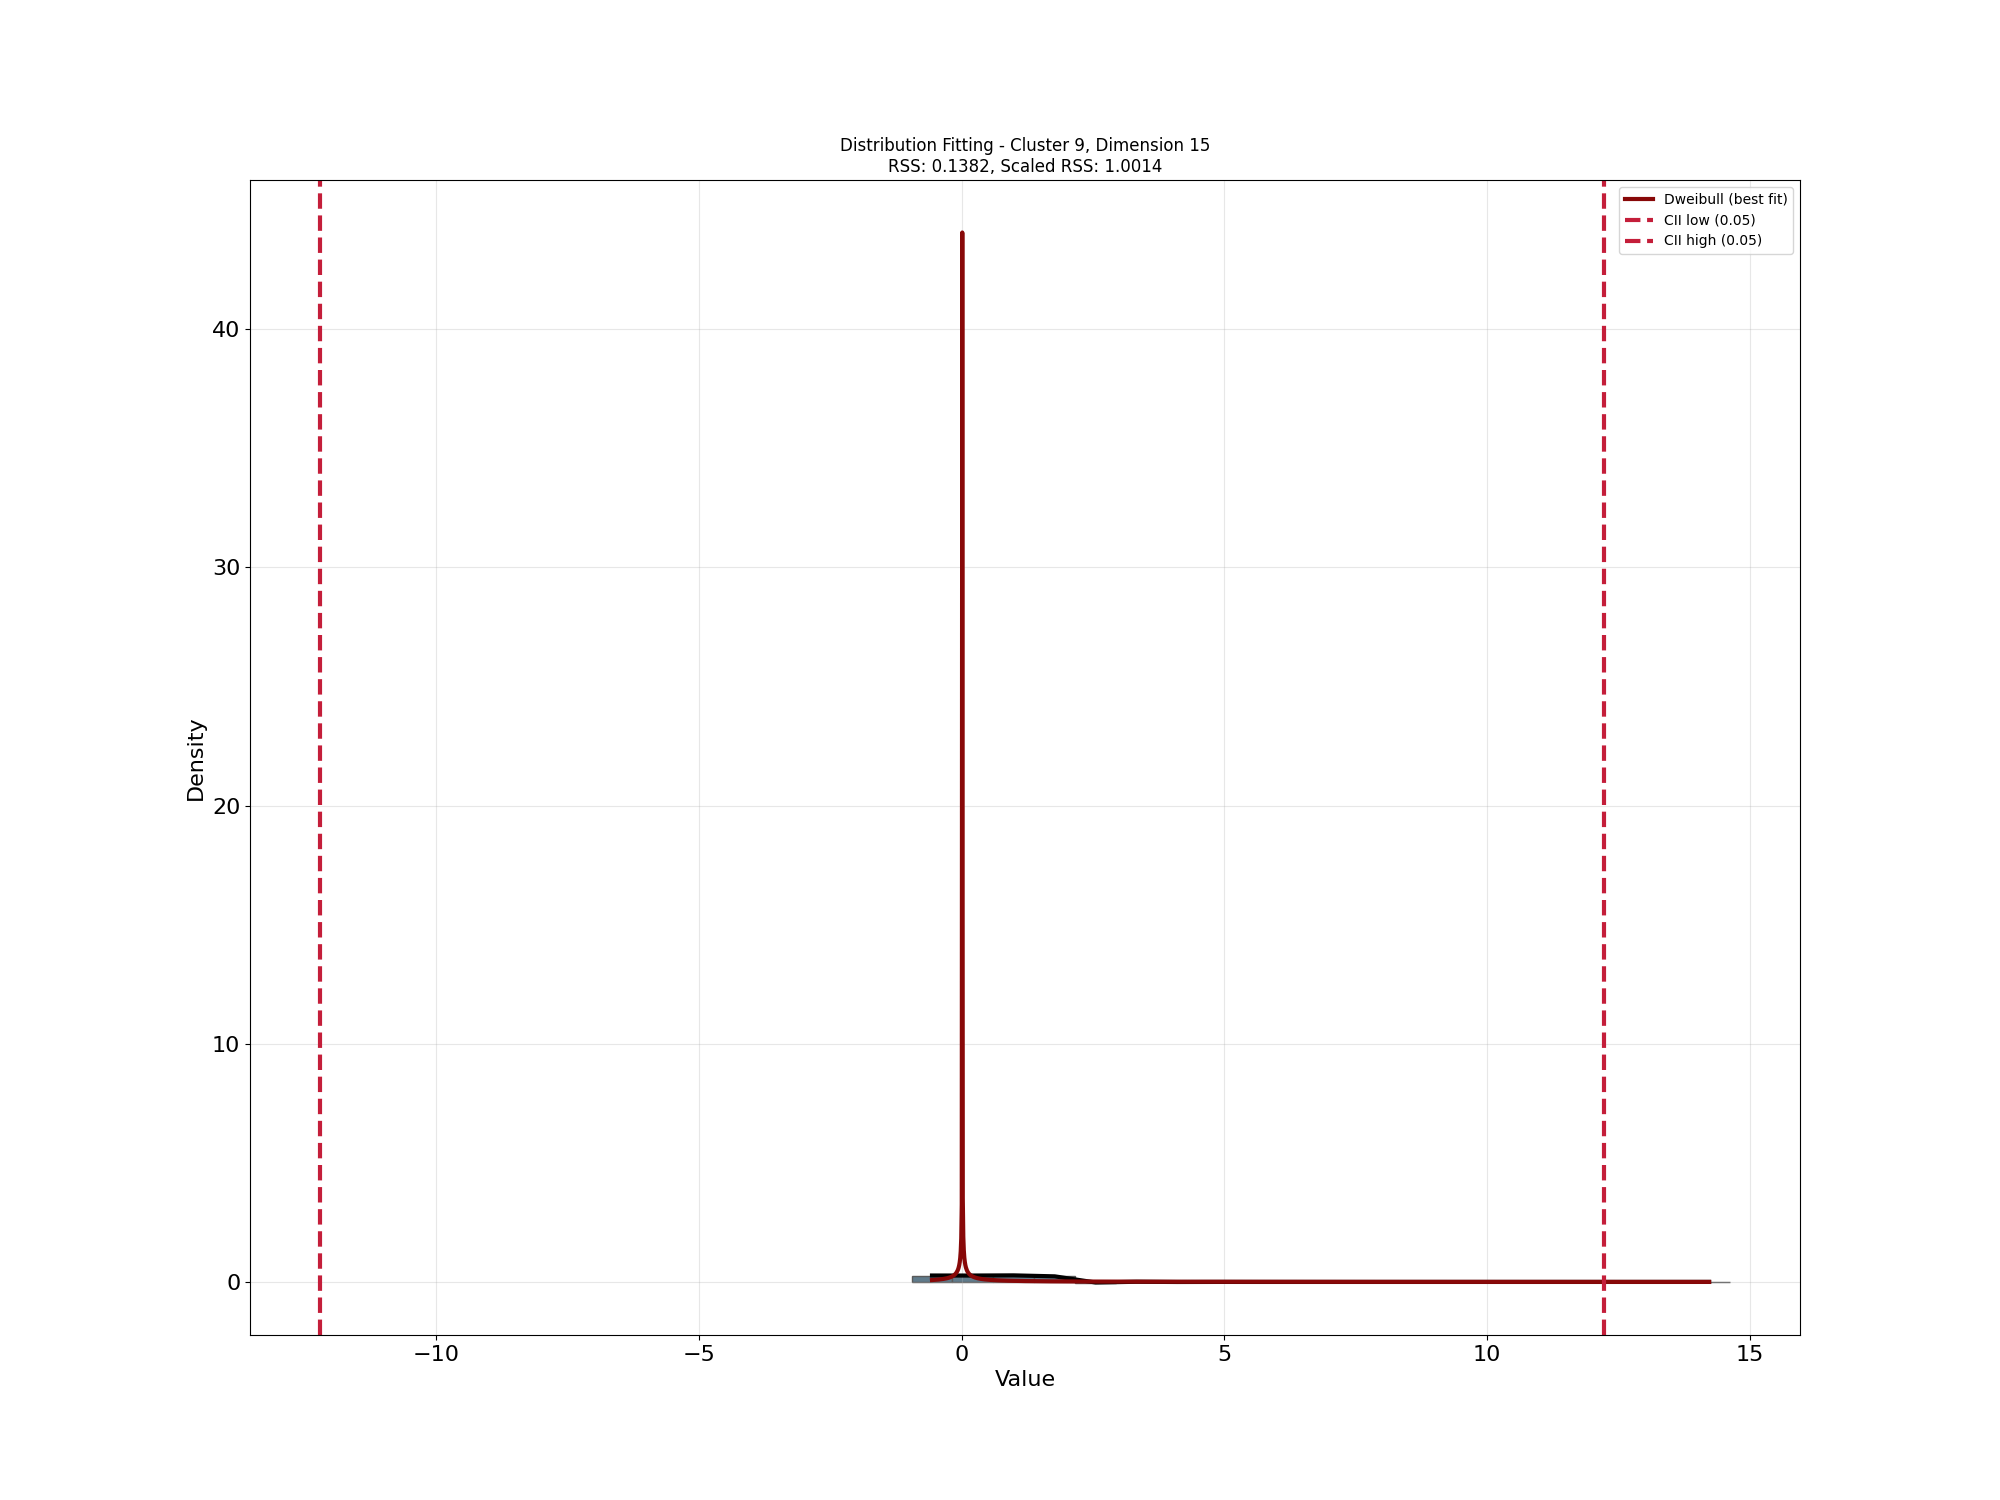 Distribution Fitting - Cluster 9, Dimension 15
RSS: 0.1382, Scaled RSS: 1.0014
Dweibull (best fit)
CII low (0.05)
CII high (0.05)
40
30
20
10
0
Density
−10
−5
0
5
10
15
Value